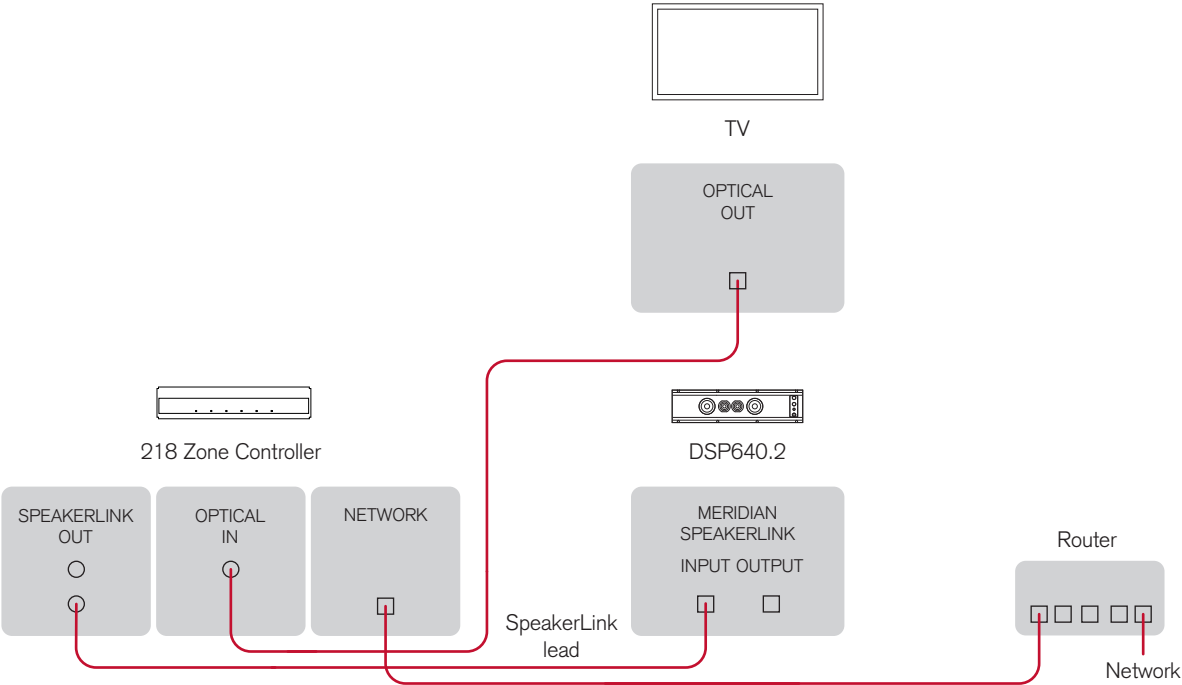 TV
OPTICAL
OUT
218 Zone Controller
DSP640.2
SPEAKERLINK
OUT
OPTICAL
IN
NETWORK
MERIDIAN
SPEAKERLINK
INPUT OUTPUT
Router
SpeakerLink
lead
Network